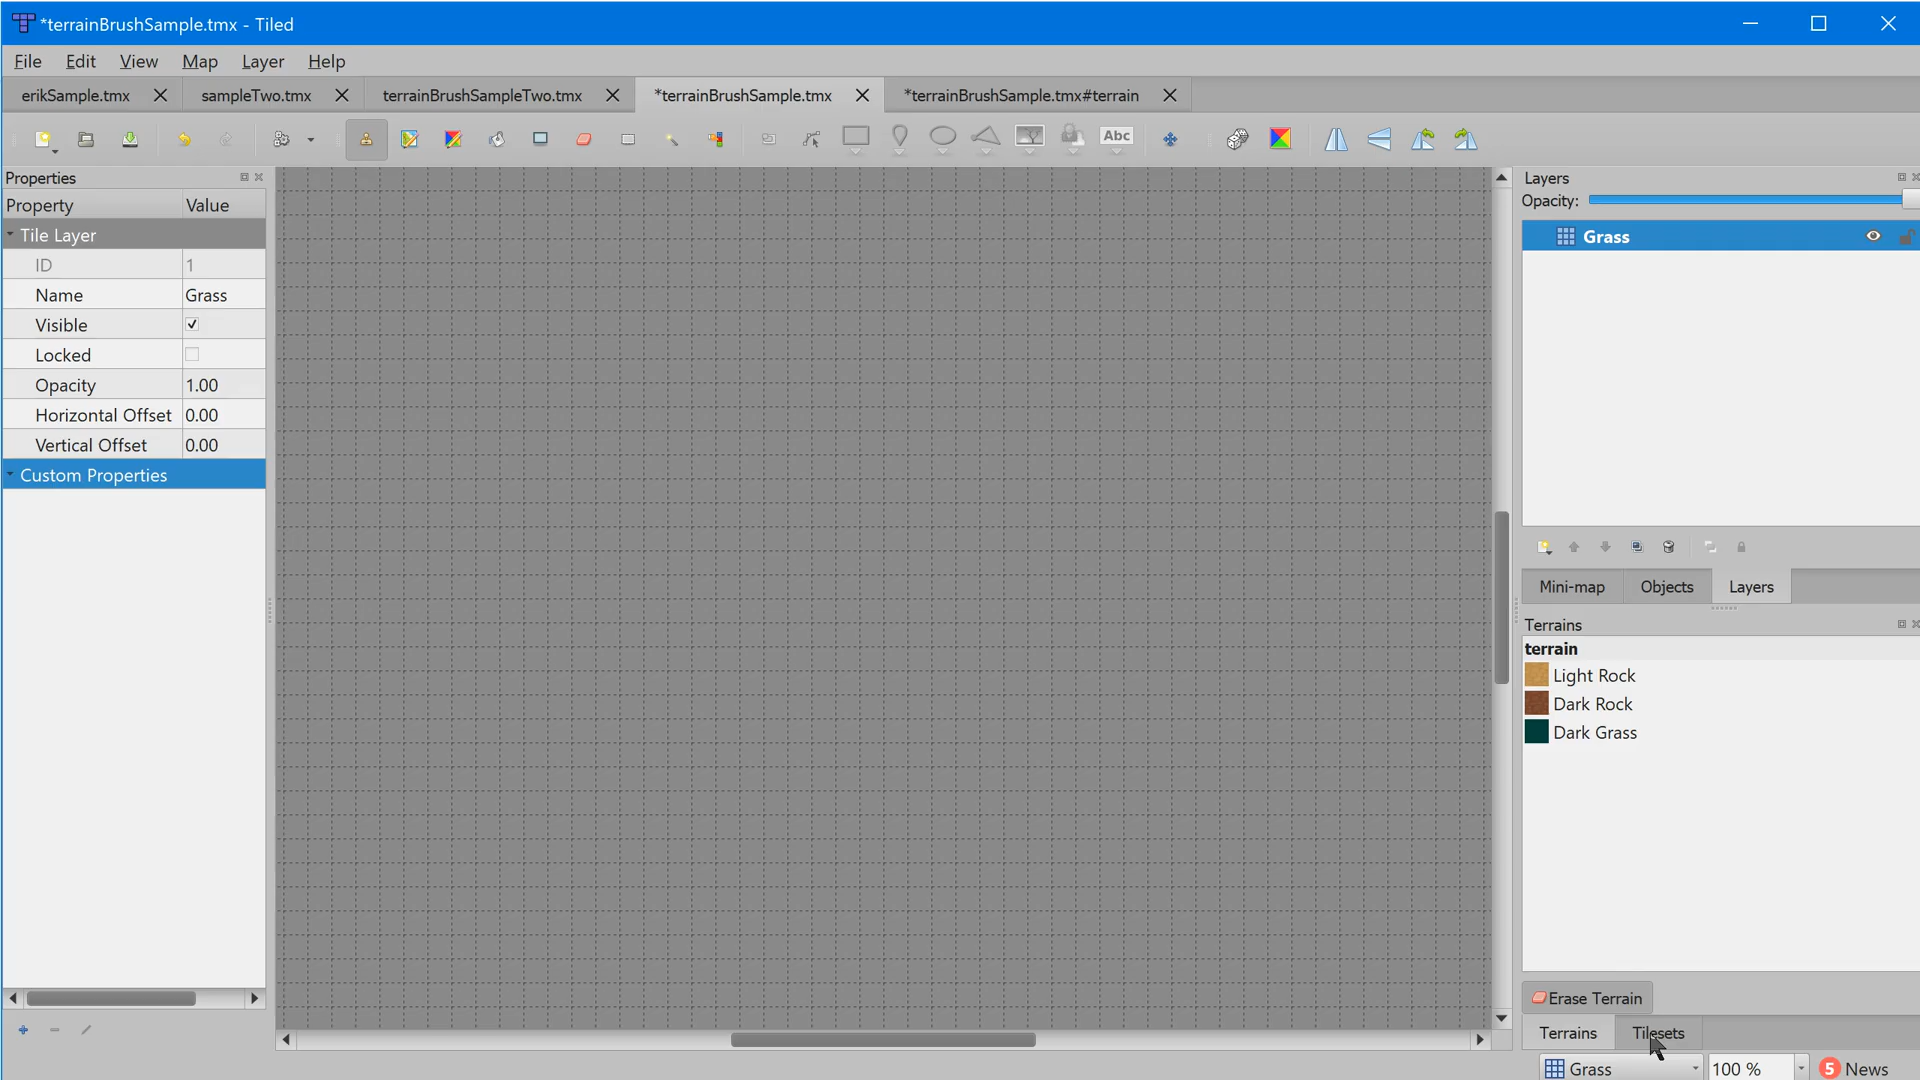 *terrainBrushSample.tmx - Tiled
File Edit View Map Layer Help
erikSample.tmx sampleTwo.tmx terrainBrushSampleTwo.tmx *terrainBrushSample.tmx *terrainBrushSample.tmx#terrain
Abc
Properties
Property Value
Tile Layer
ID 1
Name Grass
Visible
Locked
Opacity 1.00
Horizontal Offset 0.00
Vertical Offset 0.00
Custom Properties
Layers
Opacity:
Grass
Mini-map Objects Layers
Terrains
terrain
Light Rock
Dark Rock
Dark Grass
Erase Terrain
Terrains Tilesets
Grass 100 % 5 News